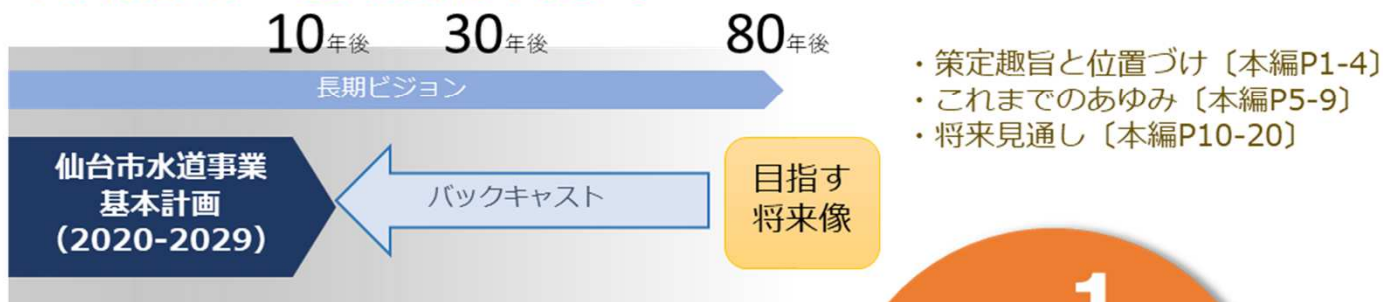 10年後 30年後 80年後
長期ビジョン
仙台市水道事業
基本計画
（2020-2029）
バックキャスト
目指す
将来像
・策定趣旨と位置づけ〔本編P1-4〕
・これまでのあゆみ〔本編P5-9〕
・将来見通し〔本編P10-20〕
1